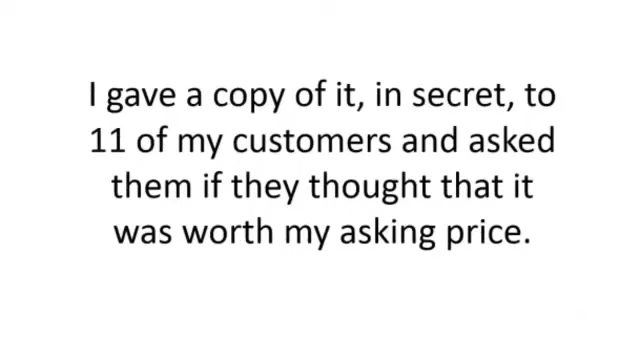 I gave a copy of it, in secret, to
11 of my customers and asked
them if they thought that it
was worth my asking price.